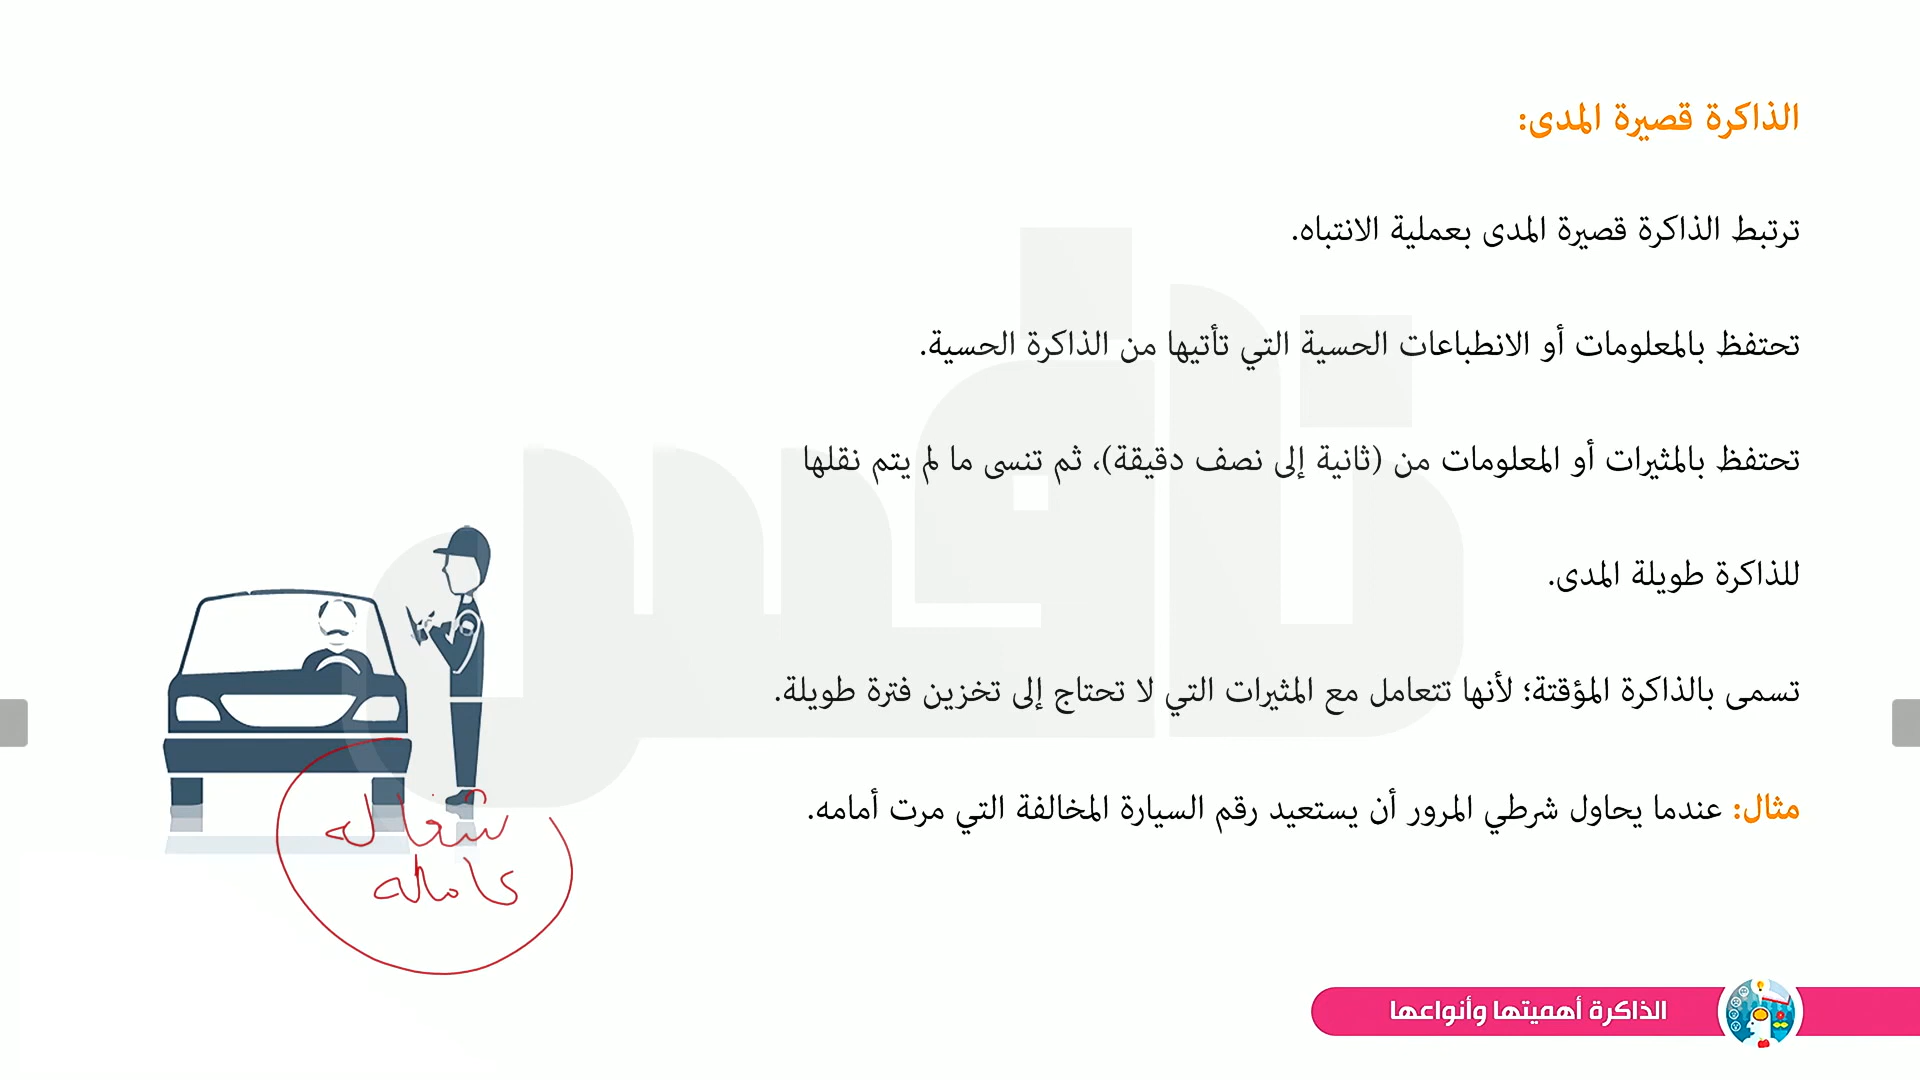 الذاكرة قصيرة المدى:
ترتبط الذاكرة قصيرة المدى بعملية الانتباه.
تحتفظ بالمعلومات أو الانطباعات الحسية التي تأتيها من الذاكرة الحسية.
تحتفظ بالمثيرات أو المعلومات من (ثانية إلى نصف دقيقة)، ثم تنسى ما لم يتم نقلها
للذاكرة طويلة المدى.
تسمى بالذاكرة المؤقتة؛ لأنها تتعامل مع المثيرات التي لا تحتاج إلى تخزين فترة طويلة.
مثال: عندما يحاول شرطي المرور أن يستعيد رقم السيارة المخالفة التي مرت أمامه.
شغاله
عامله
الذاكرة أهميتها وأنواعها